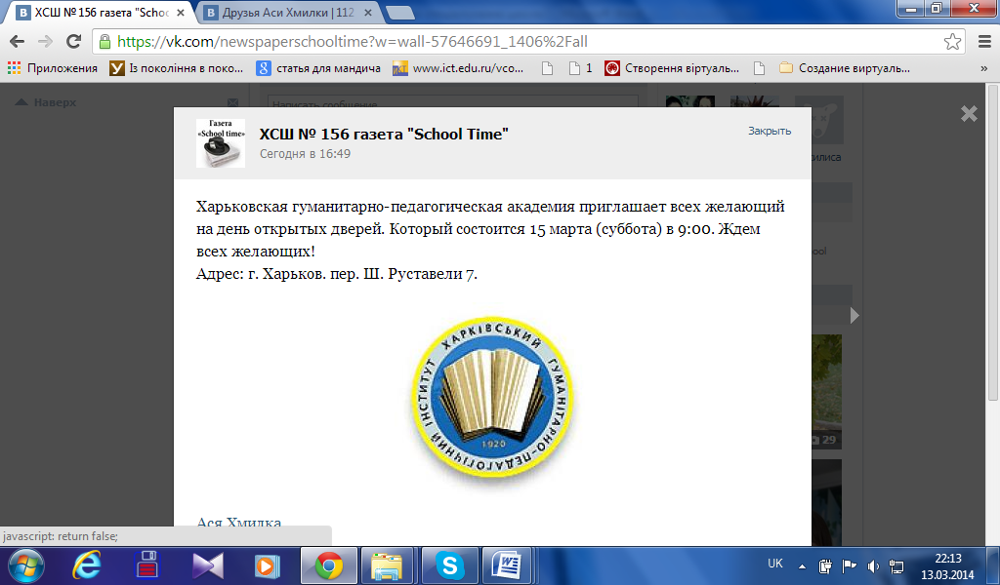 ХСШ № 156 газета "Schoo
Друзья Аси Хмилки | 112
https://vk.com/newspaperschooltime?w=wall-57646691_1406%2Fall
Приложения
Із покоління в поко...
статья для мандича
www.ict.edu.ru/vco...
1
Створення віртуаль...
Создание виртуаль...
»
Наверх
Написать сообщение...
Газета
«School time»
ХСШ № 156 газета "School Time"
Сегодня в 16:49
Закрыть
Харьковская гуманитарно-педагогическая академия приглашает всех желающий
на день открытых дверей. Который состоится 15 марта (суббота) в 9:00. Ждем
всех желающих!
Адрес: г. Харьков. пер. Ш. Руставели 7.
ХАРКІВСЬКИЙ ГУМАНІТАРНО-ПЕДАГОГІЧНИЙ ІНСТИТУТ
1920
29
Ася Хмилка
javascript: return false;
UK
22:13
13.03.2014